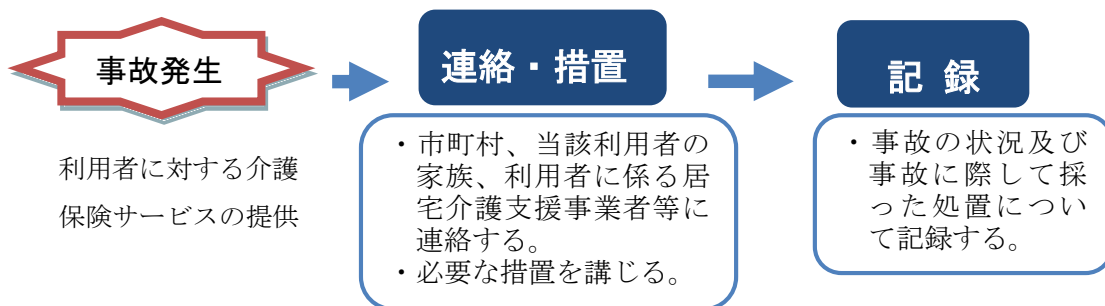 事故発生
利用者に対する介護
保険サービスの提供
連絡・措置
・市町村、当該利用者の
家族、利用者に係る居
宅介護支援事業者等に
連絡する。
・必要な措置を講じる。
記 録
・事故の状況及び
事故に際して採
った処置につい
て記録する。